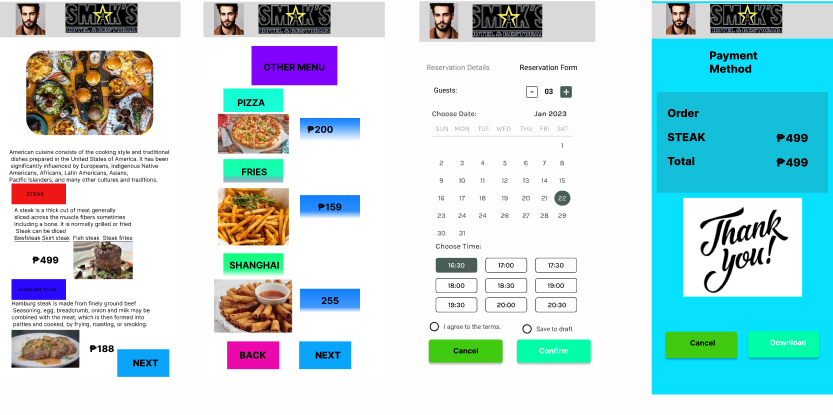 SMAK'S
HOTEL & RESTURANT
American cuisine consists of the cooking style and traditional
dishes prepared in the United States of America. It has been
significantly influenced by Europeans, indigenous Native
Americans, Africans, Latin Americans, Asians,
Pacific Islanders, and many other cultures and traditions.
STEAK
A steak is a thick cut of meat generally
sliced across the muscle fibers sometimes
including a bone. It is normally grilled or fried
Steak can be diced
Beefsteak Skirt steak Fish steak Steak frites
₱499
HAMBURG STEAK
Hamburg steak is made from finely ground beef
Seasoning, egg, breadcrumb, onion and milk may be
combined with the meat, which is then formed into
patties and cooked, by frying, roasting, or smoking.
₱188
NEXT
SMAK'S
OTHER MENU
PIZZA
₱200
FRIES
₱159
SHANGHAI
255
BACK
NEXT
SMAK'S
Reservation Details
Reservation Form
Guests:
- 03 +
Choose Date:
Jan 2023
SUN MON TUE WED THU FRI SAT
1
2 3 4 5 6 7 8
9 10 11 12 13 14 15
16 17 18 19 20 21 22
23 24 25 26 27 28 29
30 31
Choose Time:
16:30 17:00 17:30
18:00 18:30 19:00
19:30 20:00 20:30
I agree to the terms.
Save to draft
Cancel
Confirm
SMAK'S
Payment
Method
Order
STEAK ₱499
Total ₱499
Thank
you!
Cancel
Download